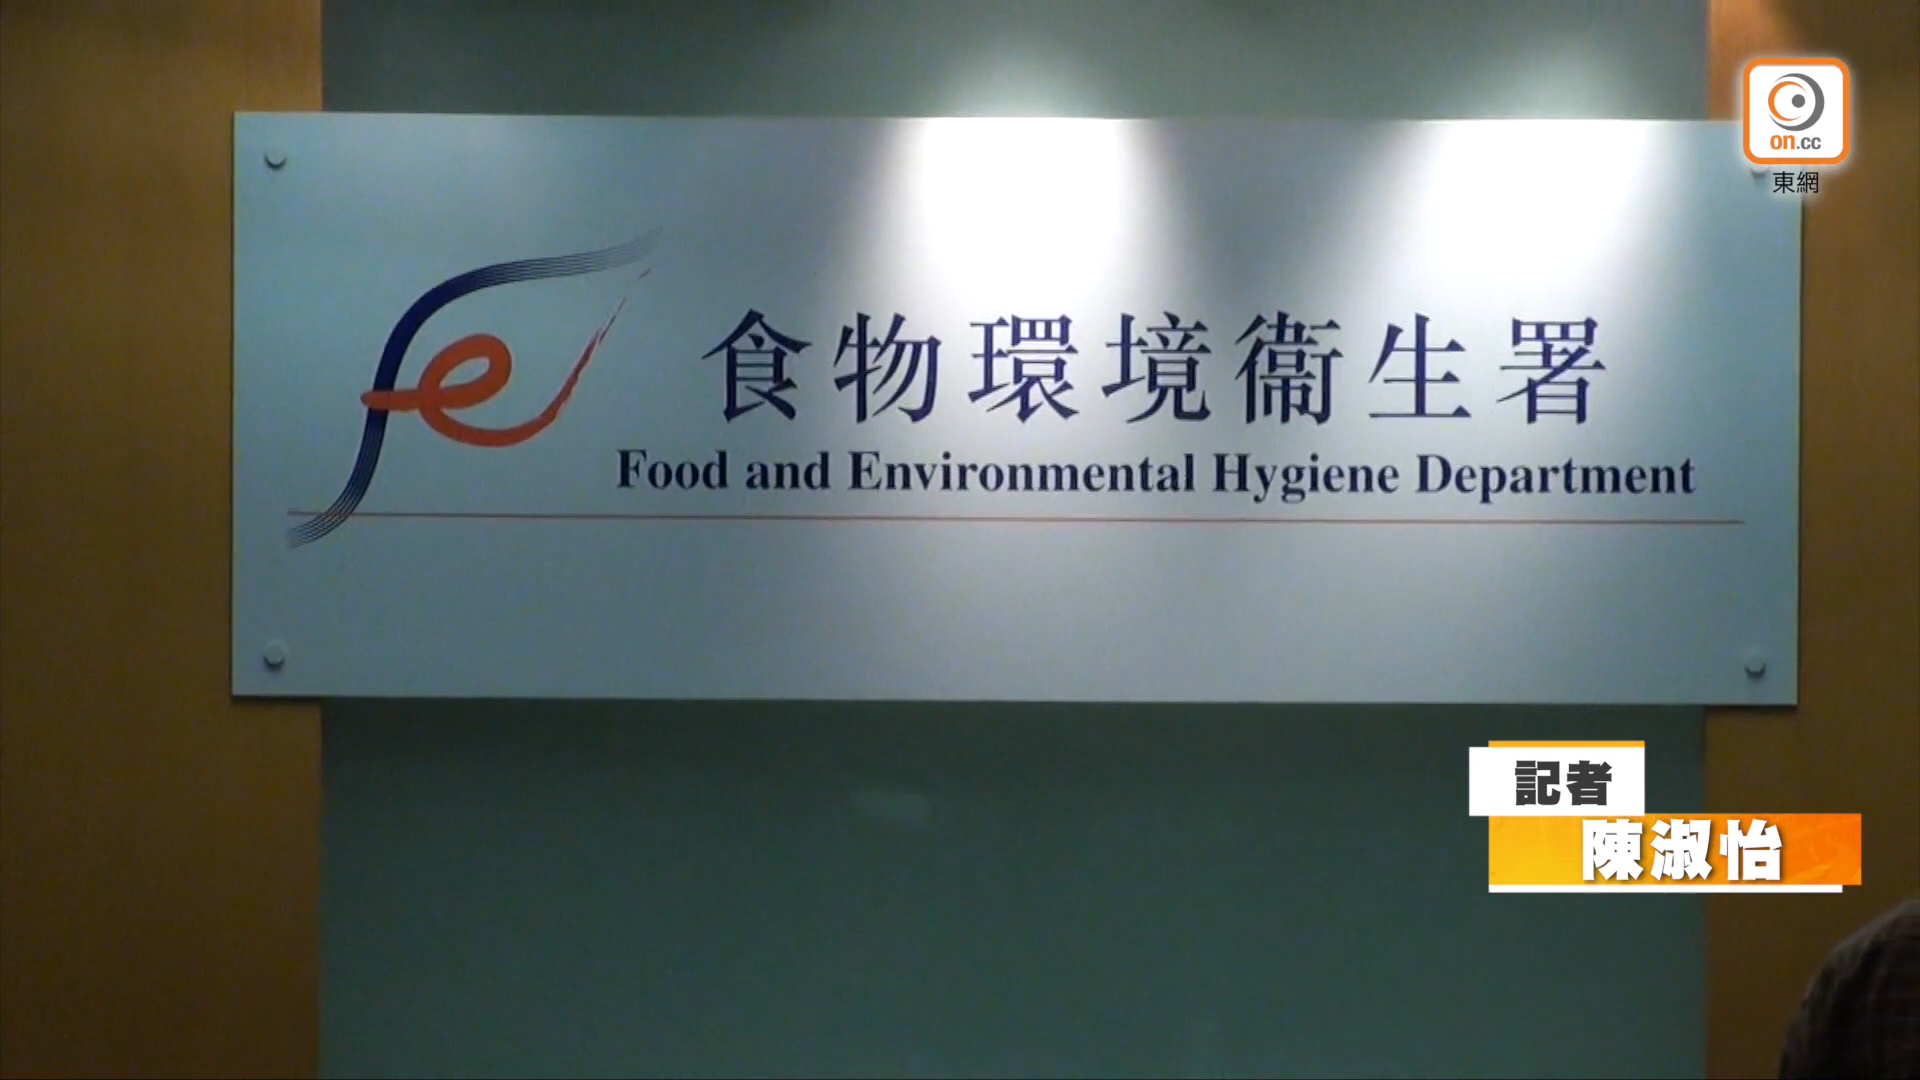 on.cc
東網
食物環境衞生署
Food and Environmental Hygiene Department
記者
陳淑怡